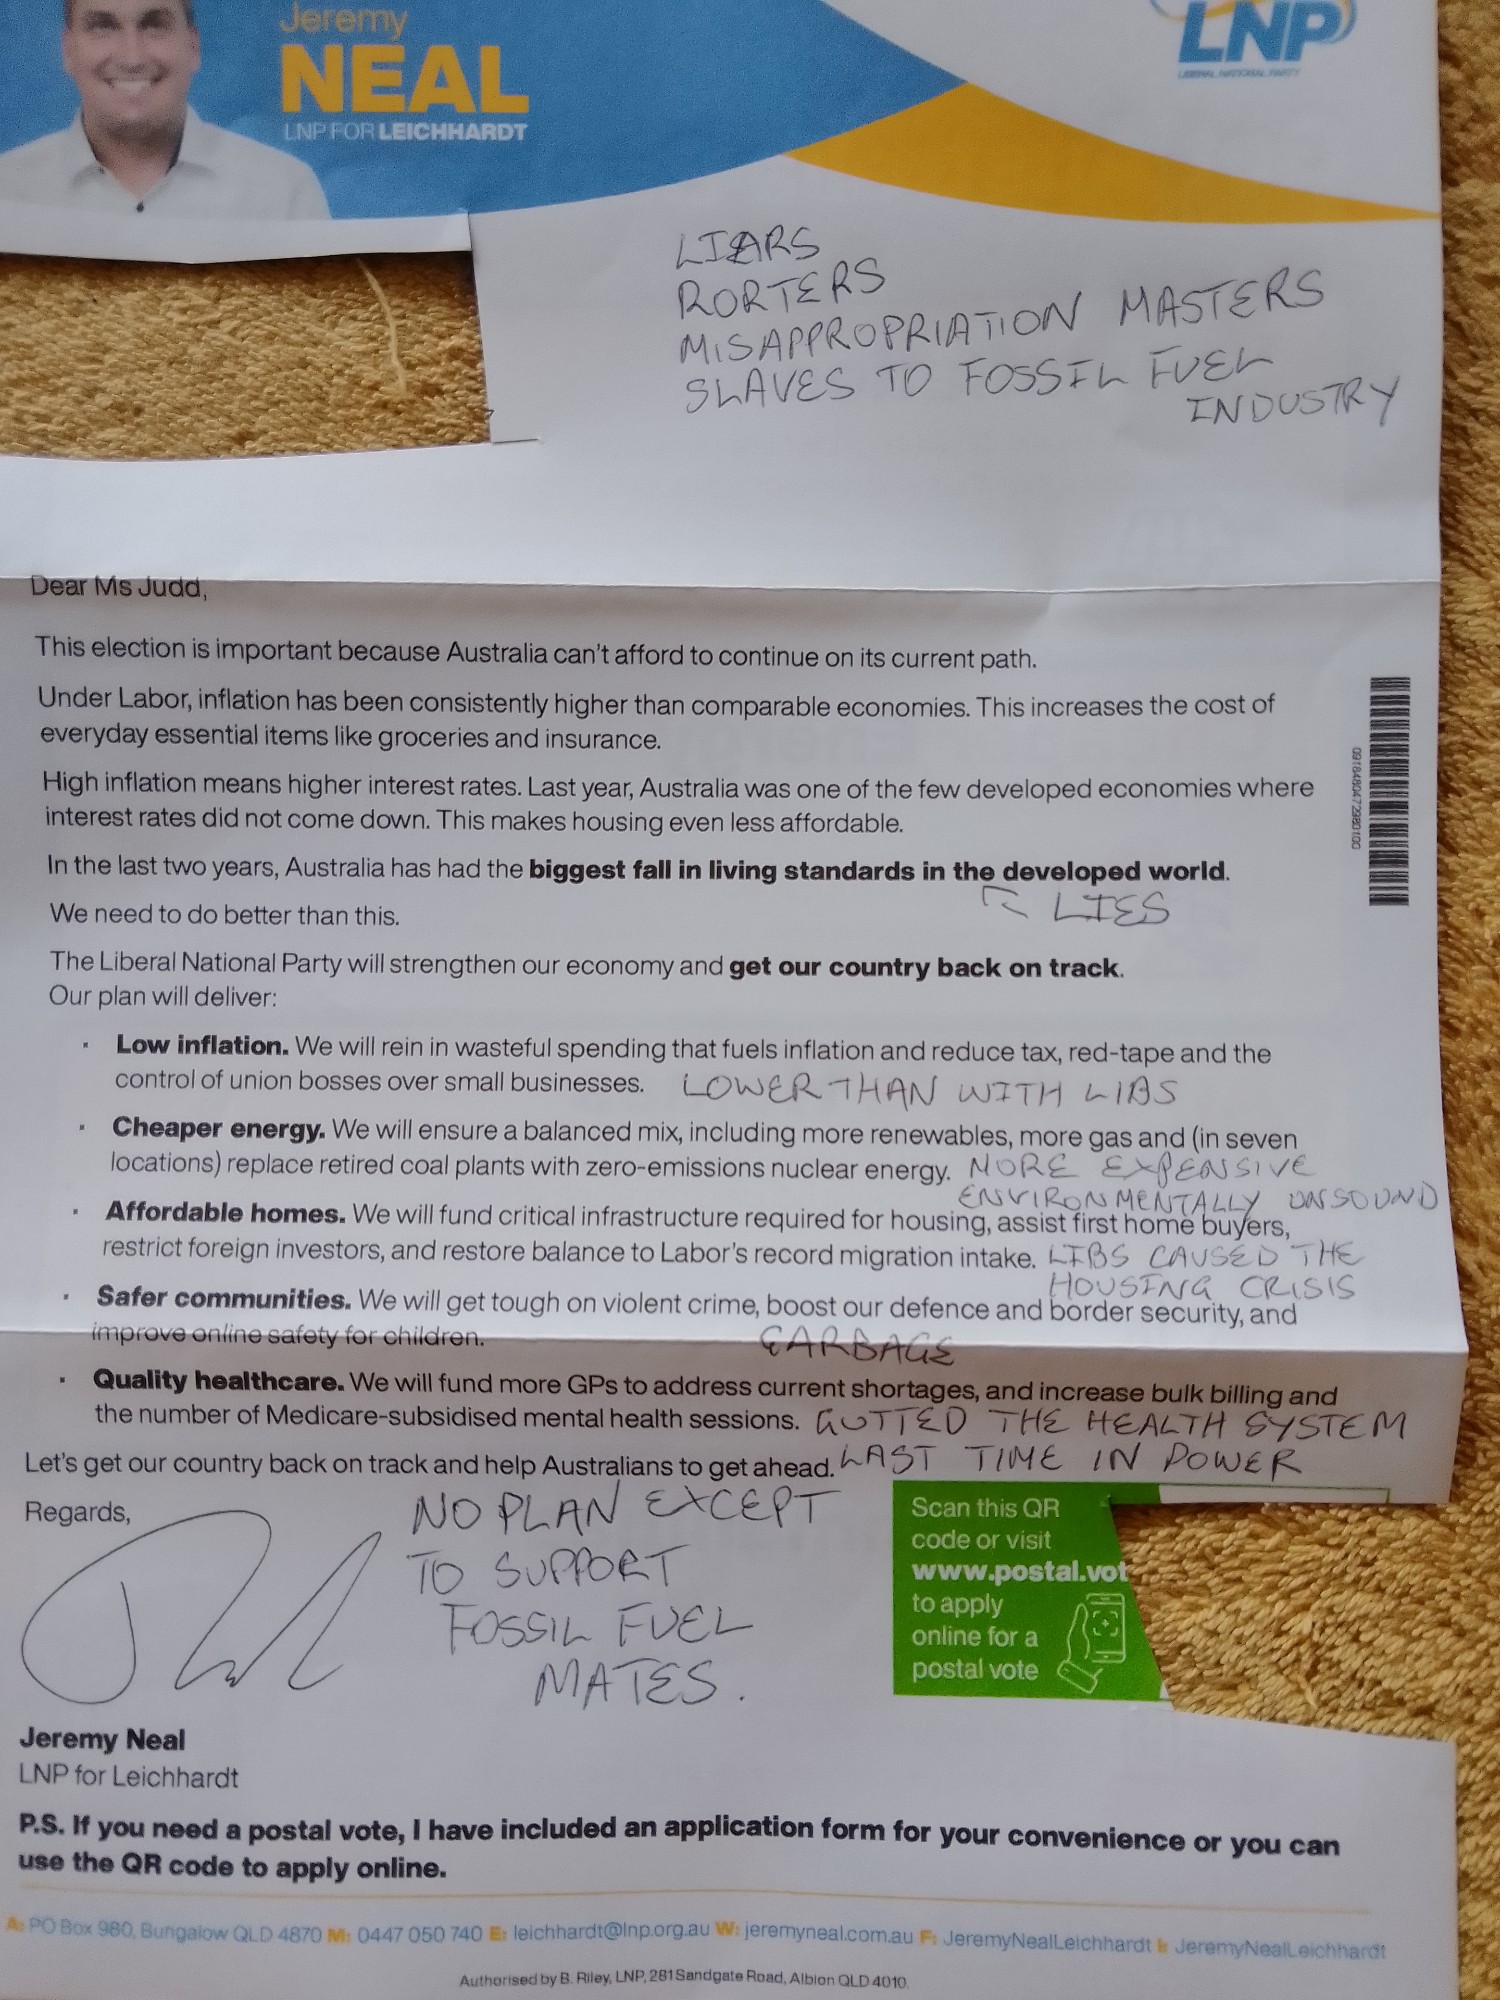 Jeremy
NEAL
LNP FOR LEICHHARDT
LNP
LIBERAL NATIONAL PARTY
LIARS
RORTERS
MISAPPROPRIATION MASTERS
SLAVES TO FOSSIL FUEL
INDUSTRY
Dear Ms Judd,
This election is important because Australia can't afford to continue on its current path.
Under Labor, inflation has been consistently higher than comparable economies. This increases the cost of
everyday essential items like groceries and insurance.
High inflation means higher interest rates. Last year, Australia was one of the few developed economies where
interest rates did not come down. This makes housing even less affordable.
In the last two years, Australia has had the biggest fall in living standards in the developed world.
LIES
We need to do better than this.
The Liberal National Party will strengthen our economy and get our country back on track.
Our plan will deliver:
· Low inflation. We will rein in wasteful spending that fuels inflation and reduce tax, red-tape and the
control of union bosses over small businesses. LOWER THAN WITH LIBS
· Cheaper energy. We will ensure a balanced mix, including more renewables, more gas and (in seven
locations) replace retired coal plants with zero-emissions nuclear energy. MORE EXPENSIVE
ENVIRONMENTALLY UNSOUND
· Affordable homes. We will fund critical infrastructure required for housing, assist first home buyers,
restrict foreign investors, and restore balance to Labor's record migration intake. LIBS CAUSED THE
HOUSING CRISIS
· Safer communities. We will get tough on violent crime, boost our defence and border security, and
improve online safety for children. GARBAGE
· Quality healthcare. We will fund more GPs to address current shortages, and increase bulk billing and
the number of Medicare-subsidised mental health sessions. GUTTED THE HEALTH SYSTEM
Let's get our country back on track and help Australians to get ahead. LAST TIME IN POWER
Regards,
NO PLAN EXCEPT
TO SUPPORT
FOSSIL FUEL
MATES.
Scan this QR
code or visit
www.postal.vot
to apply
online for a
postal vote
Jeremy Neal
LNP for Leichhardt
P.S. If you need a postal vote, I have included an application form for your convenience or you can
use the QR code to apply online.
A: PO Box 980, Bungalow QLD 4870 M: 0447 050 740 E: leichhardt@lnp.org.au W: jeremyneal.com.au F: JeremyNealLeichhardt I: JeremyNealLeichhardt
Authorised by B. Riley, LNP, 281 Sandgate Road, Albion QLD 4010.